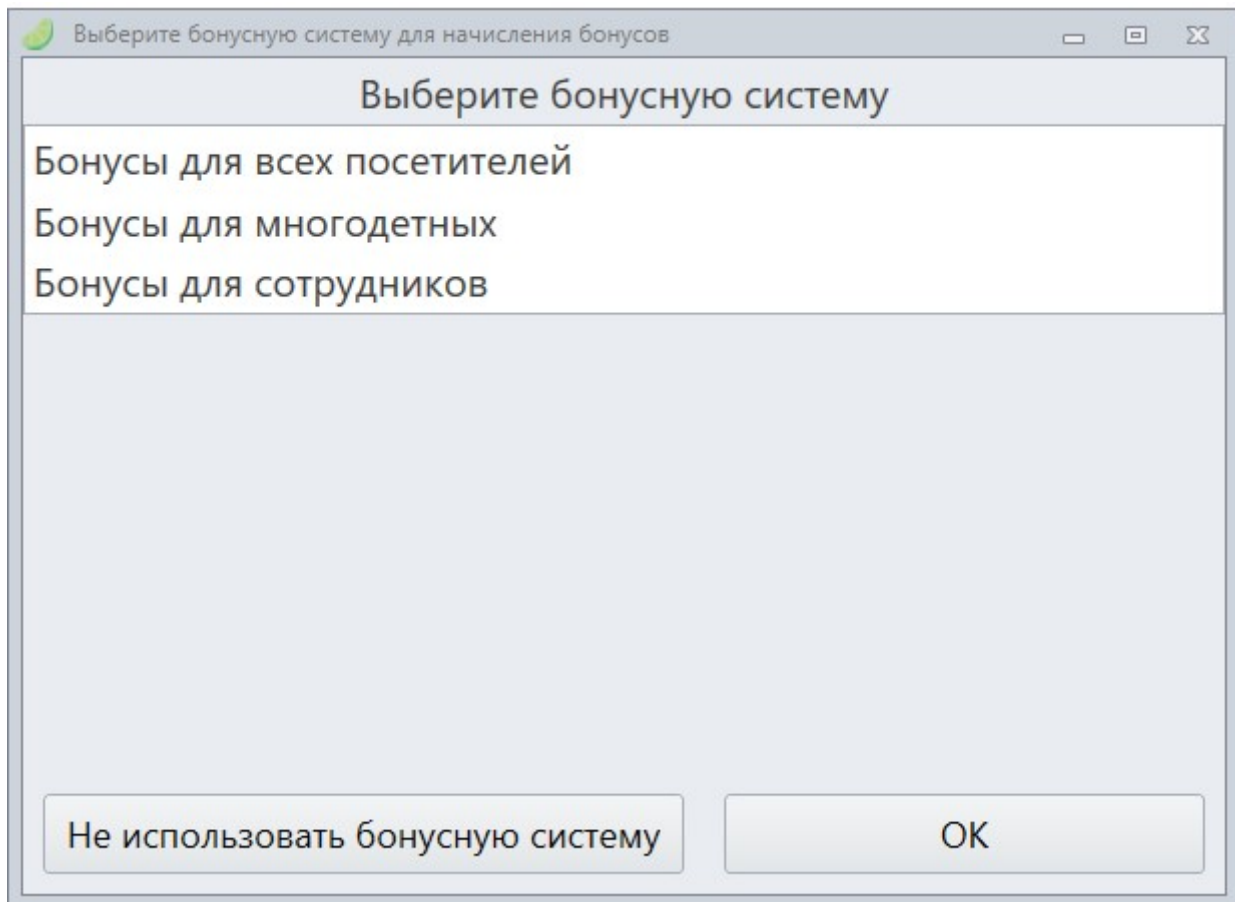 Выберите бонусную систему для начисления бонусов
Выберите бонусную систему
Бонусы для всех посетителей
Бонусы для многодетных
Бонусы для сотрудников
Не использовать бонусную систему
ОК